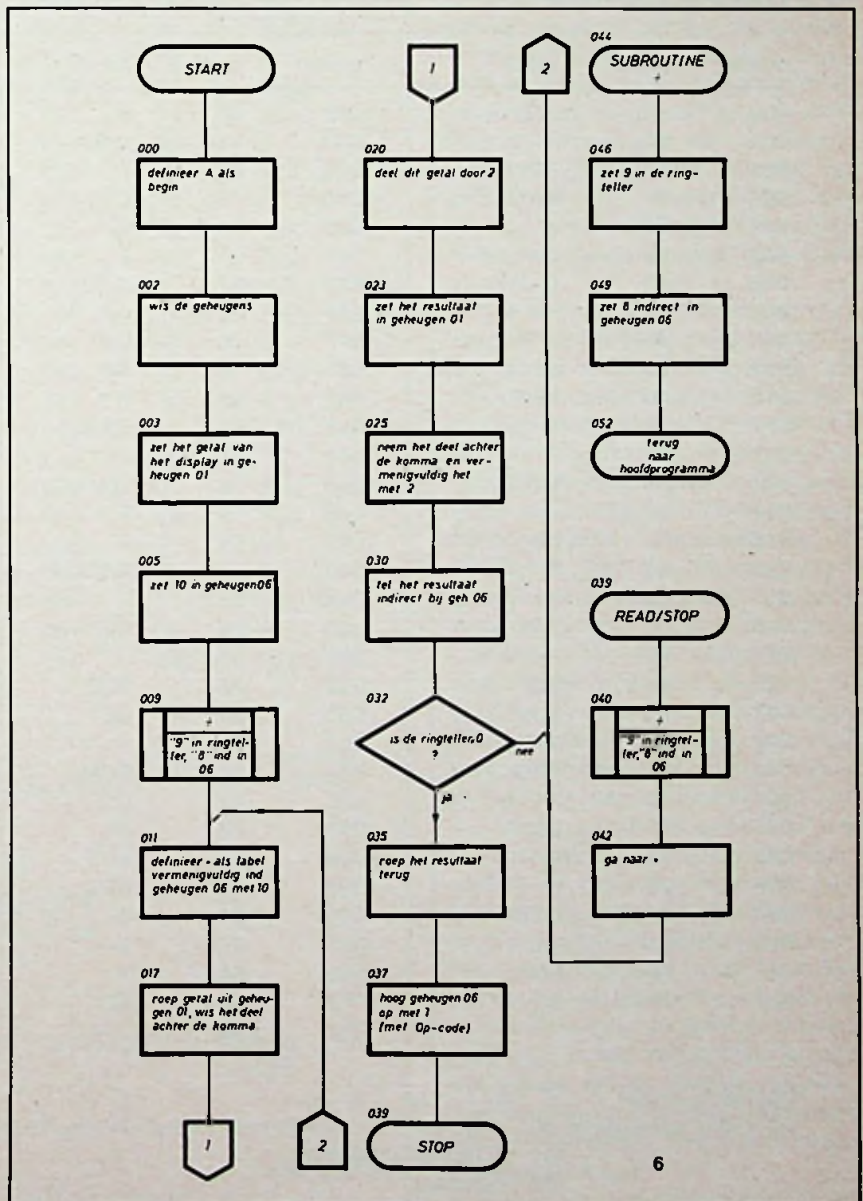 START
000
definieer A als
begin
002
wis de geheugens
003
zet het getal van
het display in ge-
heugen 01
005
zet 10 in geheugen 06
009
+
"9" in ringtel-
ler, "8" ind in
06
011
definieer - als label
vermenigvuldig ind
geheugen 06 met 10
017
roep getal uit geheu-
gen 01, wis het deel
achter de komma
1
1
020
deel dit getal door 2
023
zet het resultaat
in geheugen 01
025
neem het deel achter
de komma en ver-
menigvuldig het
met 2
030
tel het resultaat
indirect bij geh 06
032
is de ringteller 0
?
nee
ja
035
roep het resultaat
terug
037
hoog geheugen 06
op met 1
(met Op-code)
039
STOP
2
2
044
SUBROUTINE
+
046
zet 9 in de ring-
teller
049
zet 8 indirect in
geheugen 06
052
terug
naar
hoofdprogramma
039
READ/STOP
040
+
"9" in ringtel-
ler, "8" ind in
06
042
ga naar
6